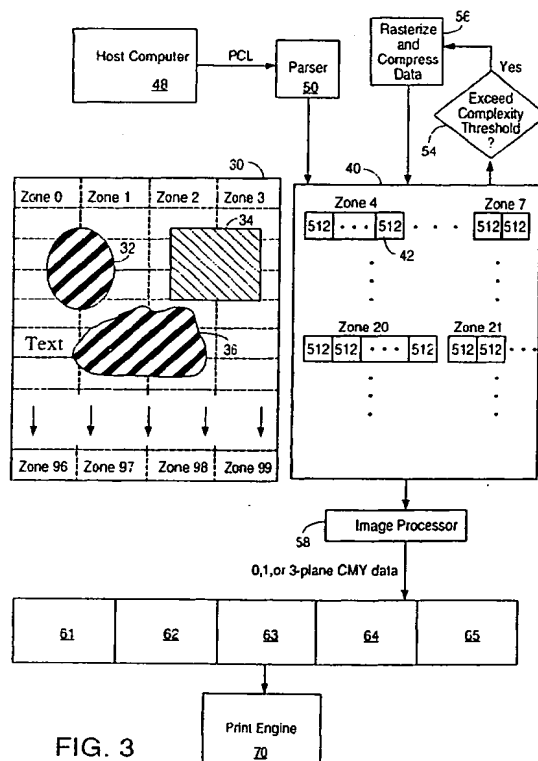 Host Computer
48
PCL
Parser
50
56
Rasterize
and
Compress
Data
Yes
Exceed
Complexity
Threshold
?
54
30
40
Zone 0 Zone 1 Zone 2 Zone 3
34
32
Text
36
Zone 96 Zone 97 Zone 98 Zone 99
Zone 4 Zone 7
512 • • • 512 • • • • 512 512
42
Zone 20 Zone 21
512 512 • • • 512 512 512 • • •
58
Image Processor
0,1,or 3-plane CMY data
61 62 63 64 65
Print Engine
70
FIG. 3